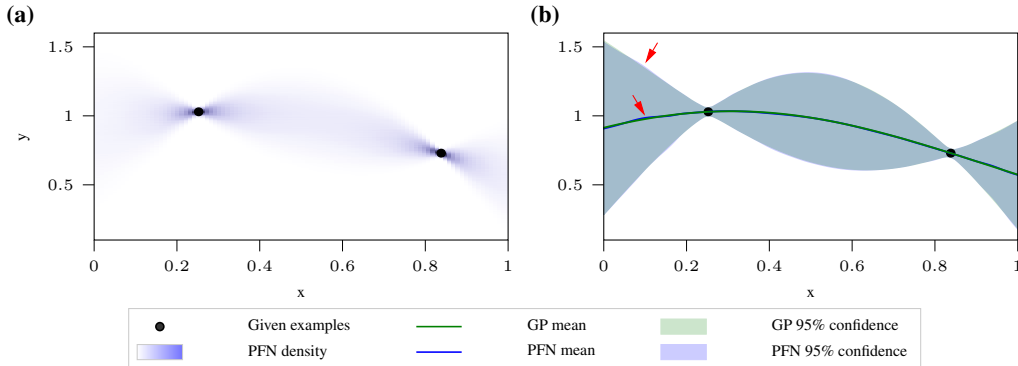 (a)
(b)
1.5
1
0.5
y
0
0.2
0.4
0.6
0.8
1
x
1.5
1
0.5
0
0.2
0.4
0.6
0.8
1
x
Given examples
GP mean
GP 95% confidence
PFN density
PFN mean
PFN 95% confidence